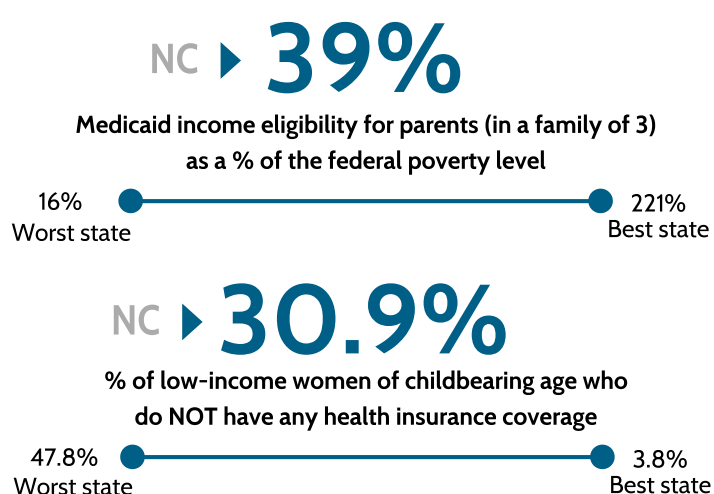 NC 39%
Medicaid income eligibility for parents (in a family of 3)
as a % of the federal poverty level
16%
Worst state
221%
Best state
NC 30.9%
% of low-income women of childbearing age who
do NOT have any health insurance coverage
47.8%
Worst state
3.8%
Best state